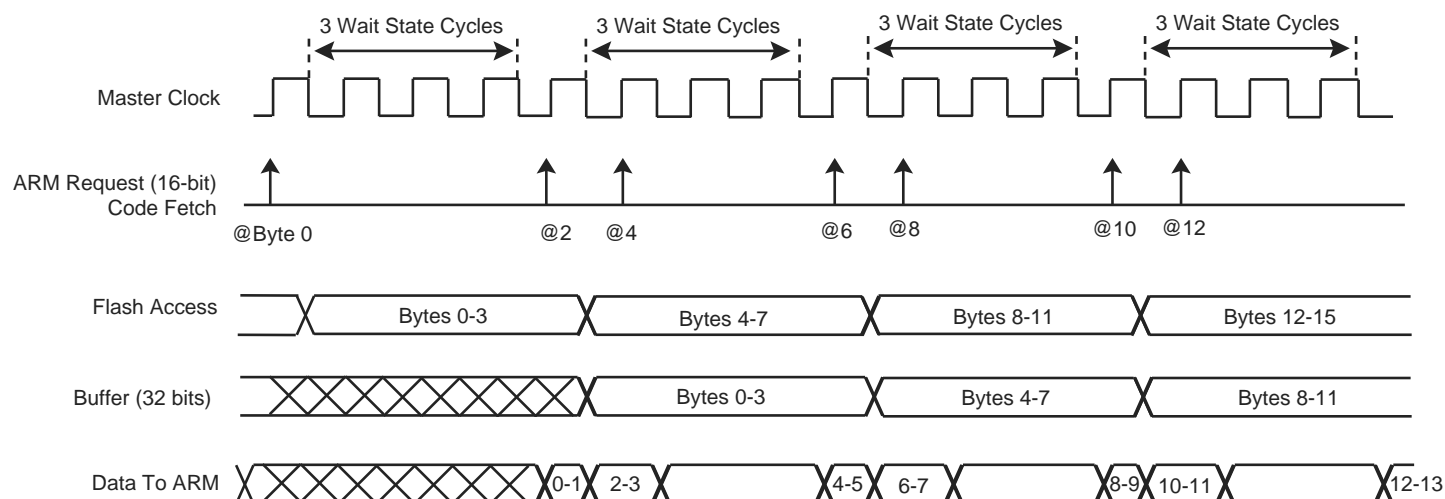 3 Wait State Cycles 3 Wait State Cycles 3 Wait State Cycles 3 Wait State Cycles
Master Clock
ARM Request (16-bit)
Code Fetch
@Byte 0 @2 @4 @6 @8 @10 @12
Flash Access Bytes 0-3 Bytes 4-7 Bytes 8-11 Bytes 12-15
Buffer (32 bits) Bytes 0-3 Bytes 4-7 Bytes 8-11
Data To ARM 0-1 2-3 4-5 6-7 8-9 10-11 12-13